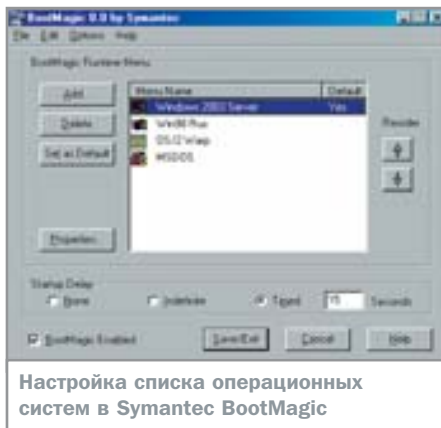 BootMagic 8.0 by Symantec
File Edit Options Help
BootMagic Runtime Menu
Add
Delete
Set as Default
Properties
Menu Name Default
Windows 2003 Server Yes
Win98 Rus
OS/2 Warp
MSDOS
Reorder
Startup Delay
None Indefinite Timed 15 Seconds
BootMagic Enabled Save/Exit Cancel Help
Настройка списка операционных
систем в Symantec BootMagic